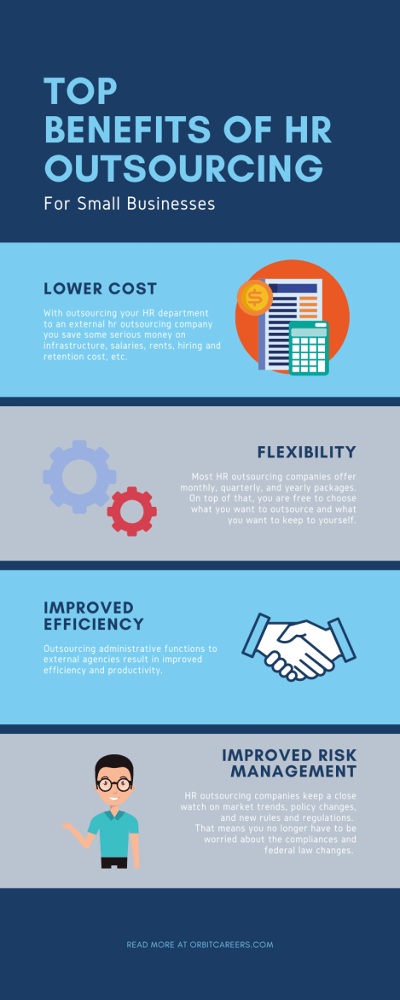 TOP
BENEFITS OF HR
OUTSOURCING
For Small Businesses
LOWER COST
With outsourcing your HR department
to an external hr outsourcing company
you save some serious money on
infrastructure, salaries, rents, hiring and
retention cost, etc.
FLEXIBILITY
Most HR outsourcing companies offer
monthly, quarterly, and yearly packages.
On top of that, you are free to choose
what you want to outsource and what
you want to keep to yourself.
IMPROVED
EFFICIENCY
Outsourcing administrative functions to
external agencies result in improved
efficiency and productivity.
IMPROVED RISK
MANAGEMENT
HR outsourcing companies keep a close
watch on market trends, policy changes,
and new rules and regulations.
That means you no longer have to be
worried about the compliances and
federal law changes.
READ MORE AT ORBITCAREERS.COM